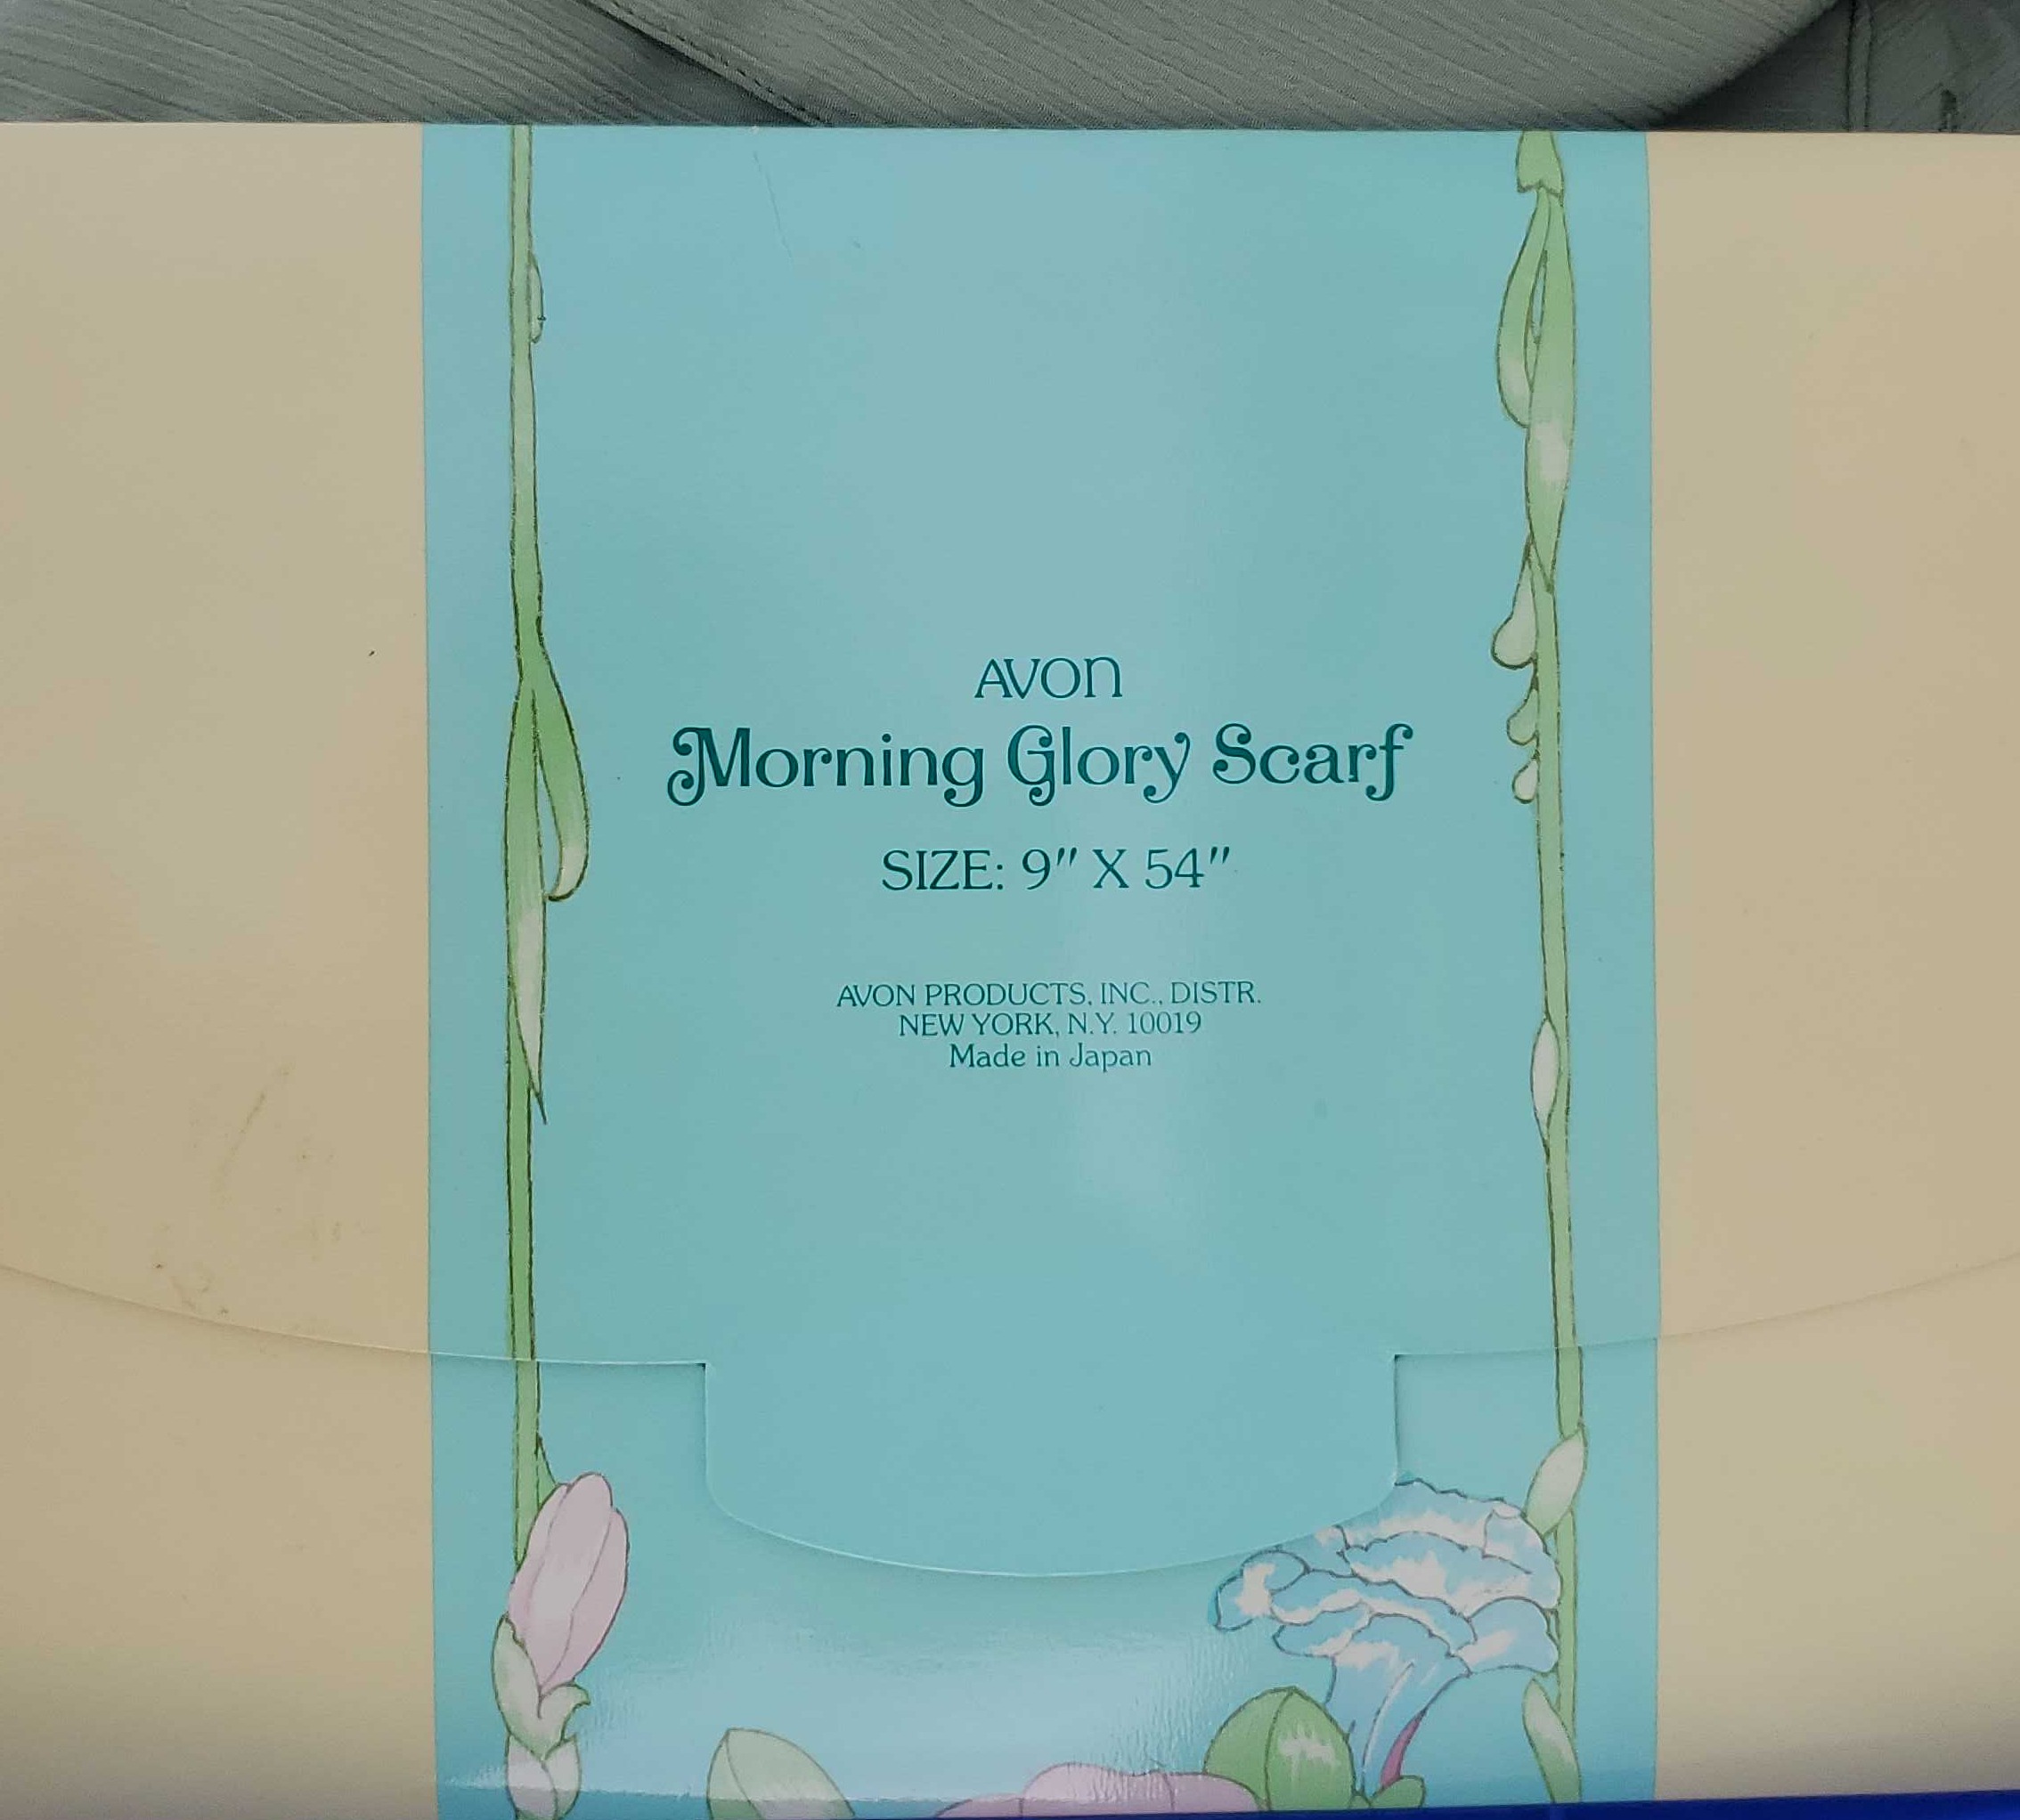 AVON
Morning Glory Scarf
SIZE: 9" X 54"
AVON PRODUCTS, INC., DISTR.
NEW YORK, N.Y. 10019
Made in Japan